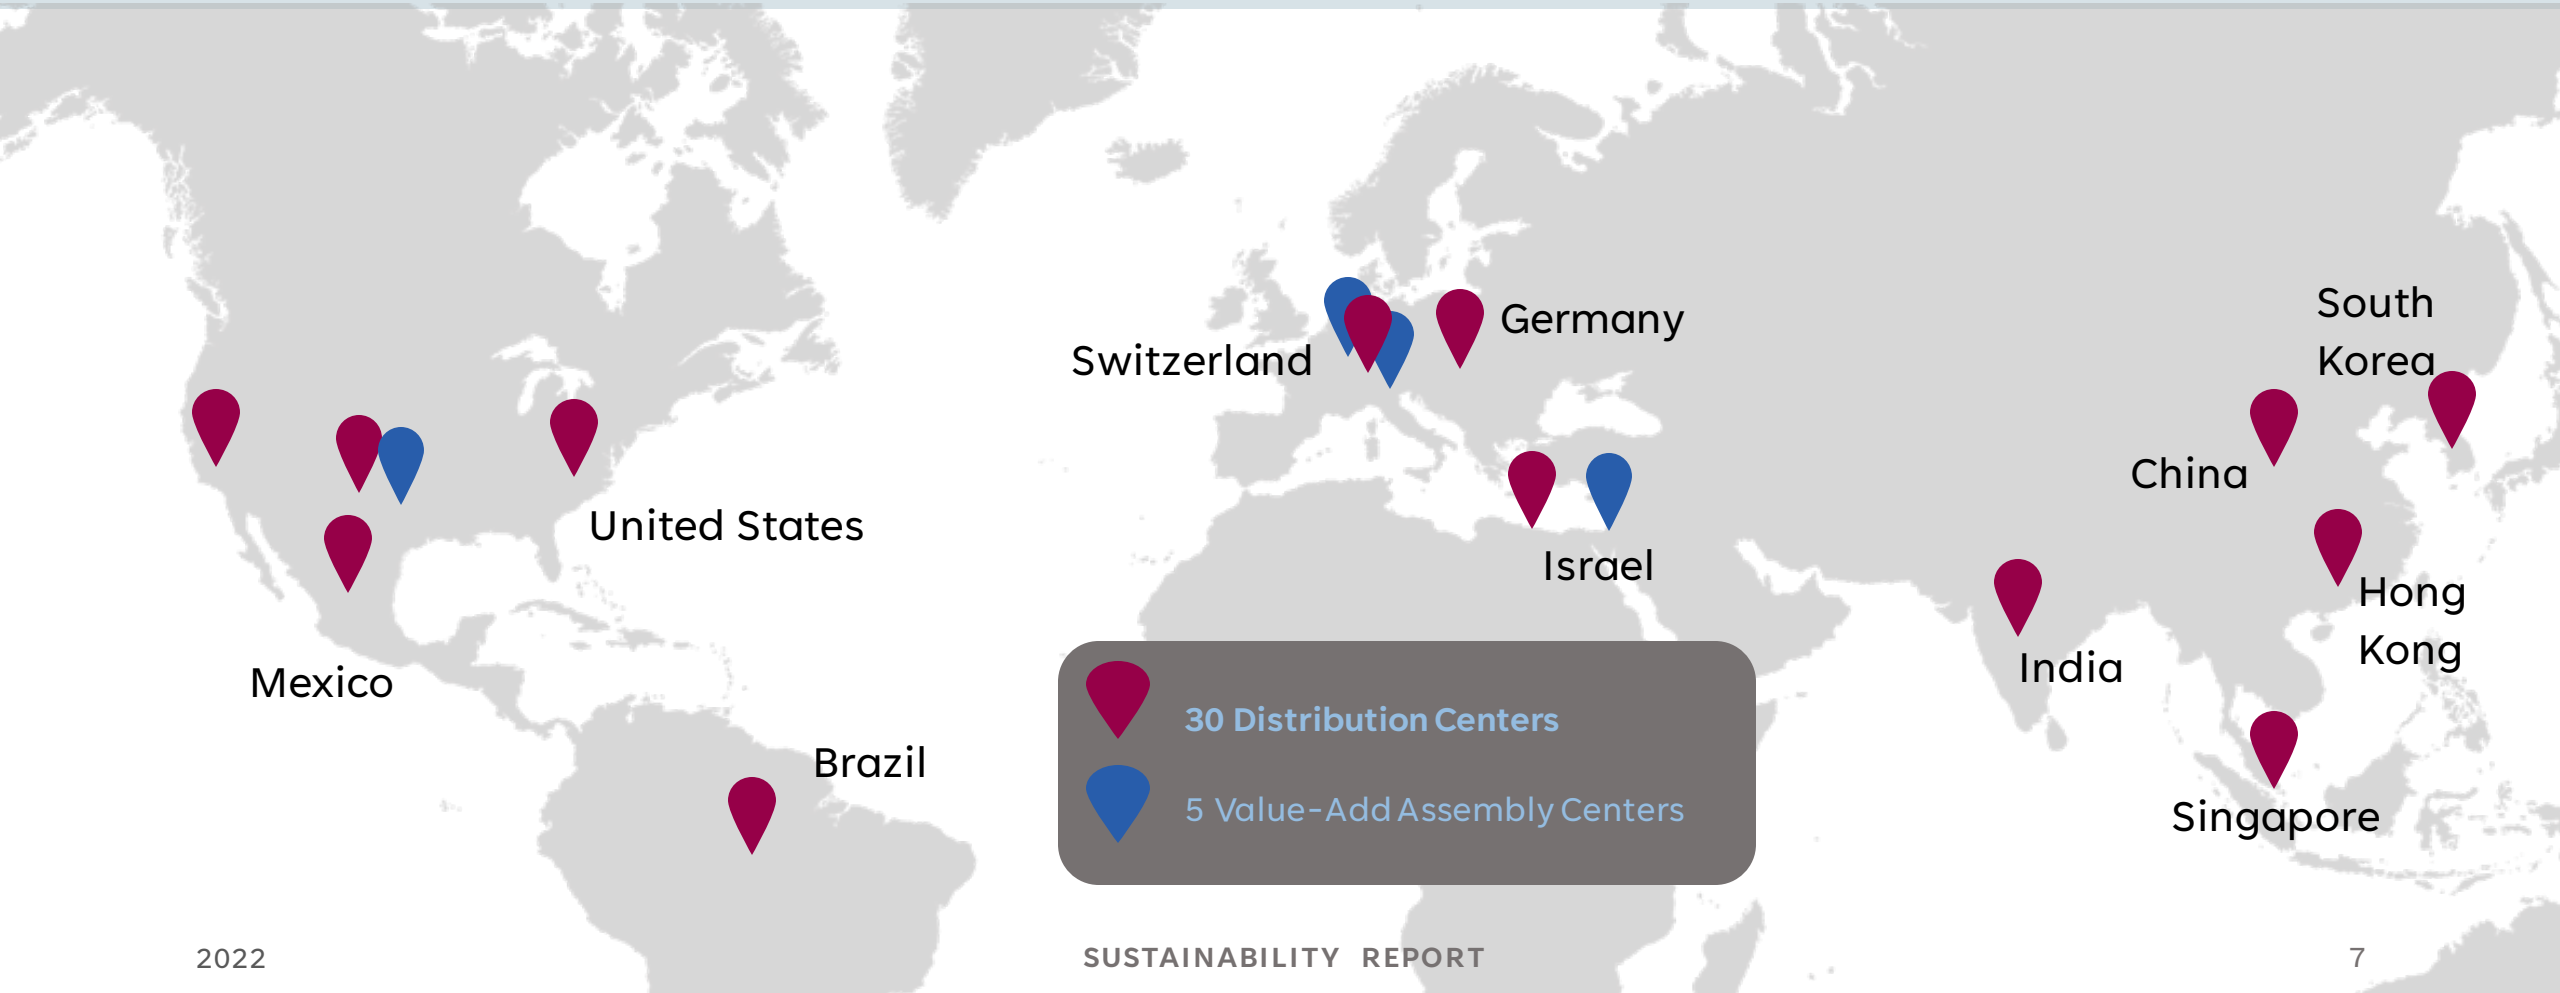 South
Korea
Germany
Switzerland
China
United States
Israel
Hong
Kong
India
Mexico
30 Distribution Centers
Brazil
5 Value-Add Assembly Centers
Singapore
2022
SUSTAINABILITY REPORT
7